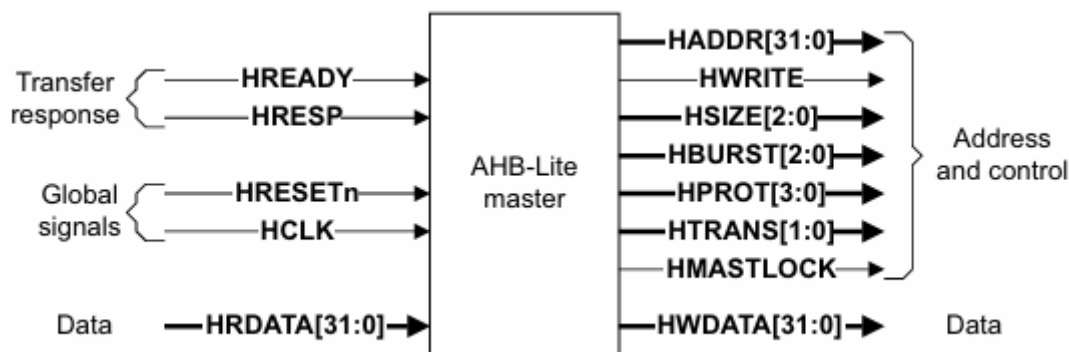 Transfer
response
HREADY
HRESP
Global
signals
HRESETn
HCLK
Data
HRDATA[31:0]
AHB-Lite
master
HADDR[31:0]
HWRITE
HSIZE[2:0]
HBURST[2:0]
HPROT[3:0]
HTRANS[1:0]
HMASTLOCK
Address
and control
HWDATA[31:0]
Data